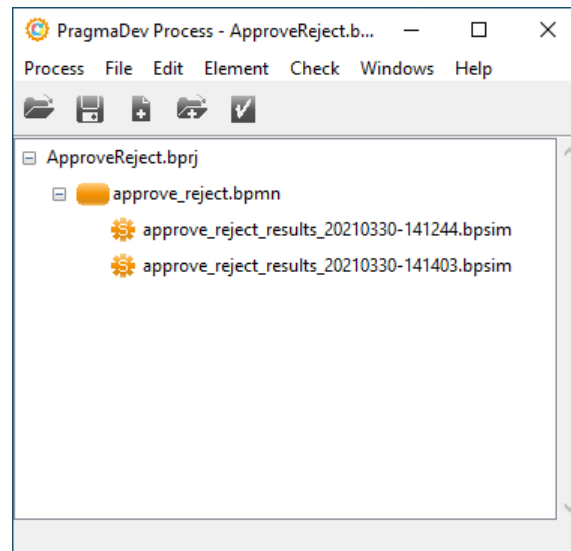 PragmaDev Process - ApproveReject.b...
Process File Edit Element Check Windows Help
ApproveReject.bprj
approve_reject.bpmn
approve_reject_results_20210330-141244.bpsim
approve_reject_results_20210330-141403.bpsim